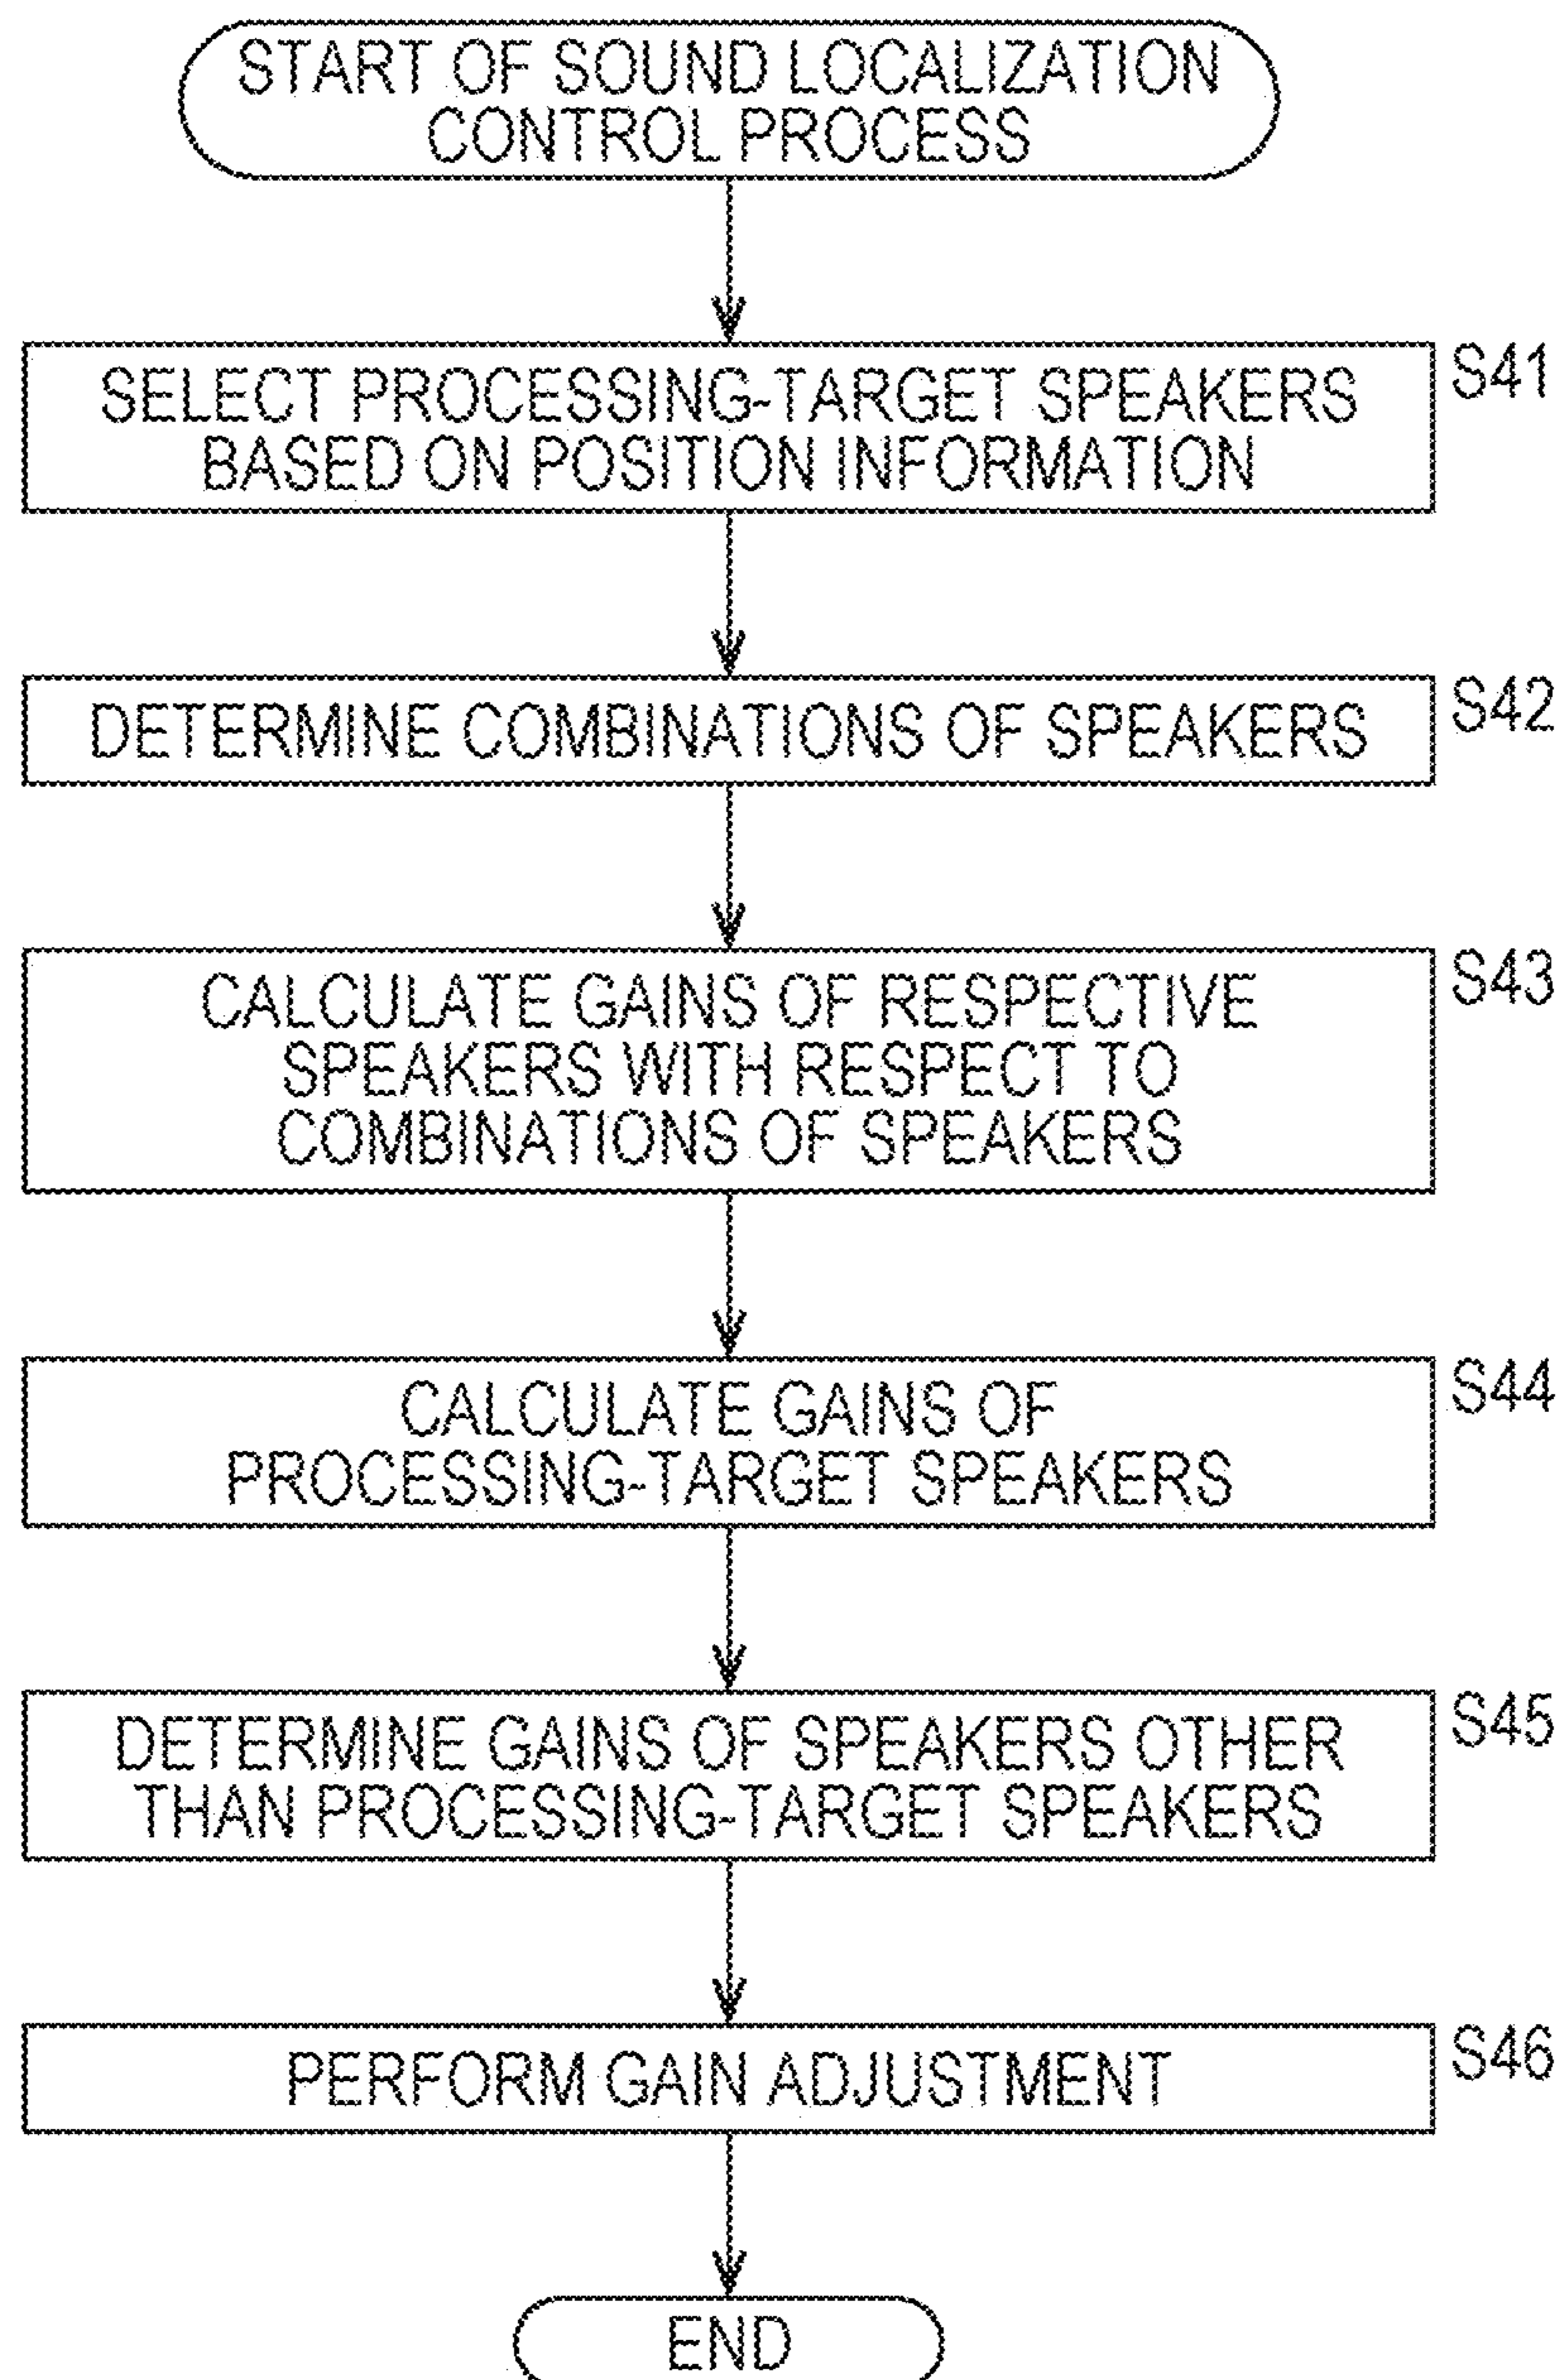 START OF SOUND LOCALIZATION
CONTROL PROCESS
SELECT PROCESSING-TARGET SPEAKERS
BASED ON POSITION INFORMATION
S41
DETERMINE COMBINATIONS OF SPEAKERS
S42
CALCULATE GAINS OF RESPECTIVE
SPEAKERS WITH RESPECT TO
COMBINATIONS OF SPEAKERS
S43
CALCULATE GAINS OF
PROCESSING-TARGET SPEAKERS
S44
DETERMINE GAINS OF SPEAKERS OTHER
THAN PROCESSING-TARGET SPEAKERS
S45
PERFORM GAIN ADJUSTMENT
S46
END